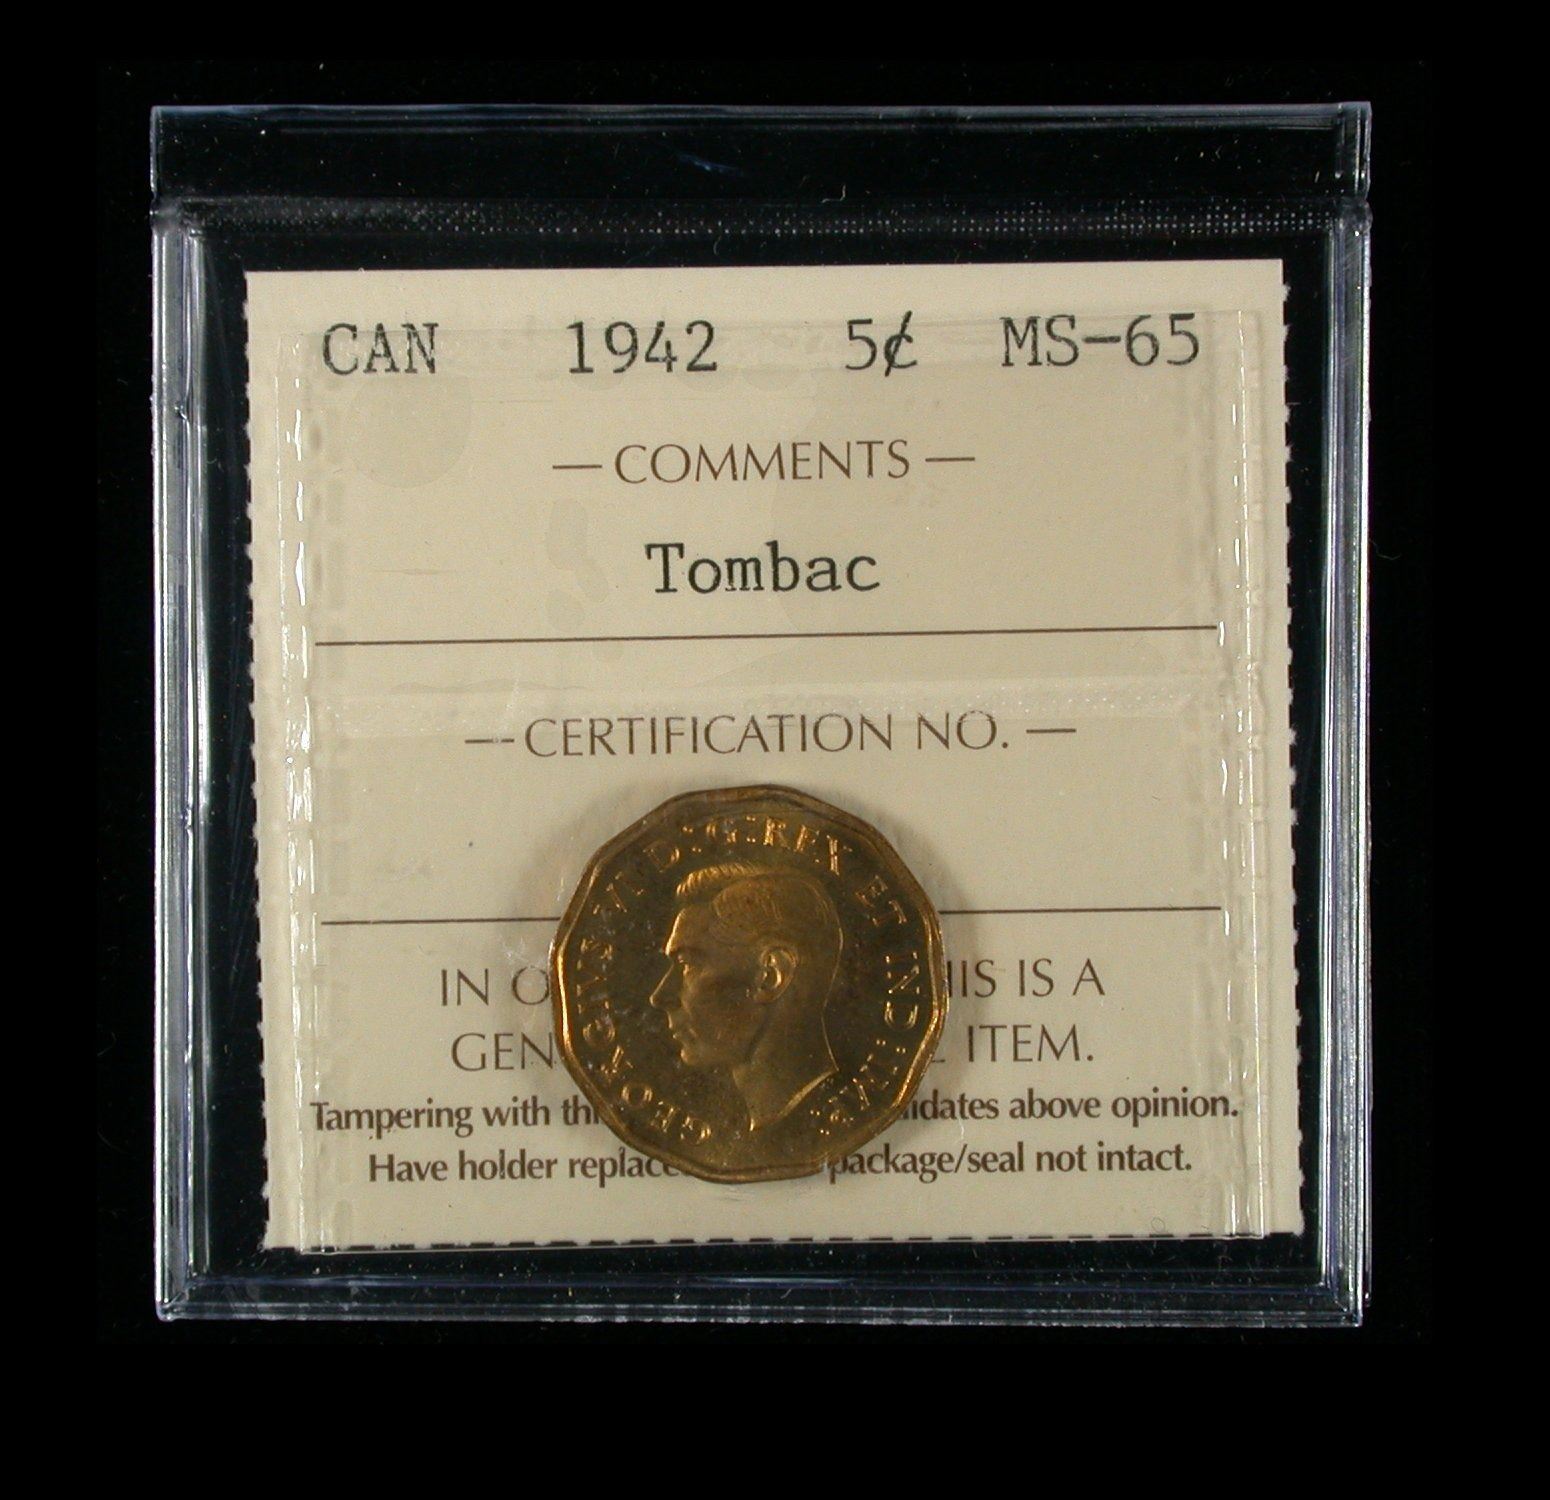 CAN 1942 5¢ MS-65
— COMMENTS —
Tombac
— CERTIFICATION NO. —
GEORGIVS VI D:G:REX ET IND:IMP:
IN O HIS IS A
GEN ITEM.
Tampering with thi idates above opinion.
Have holder replace package/seal not intact.